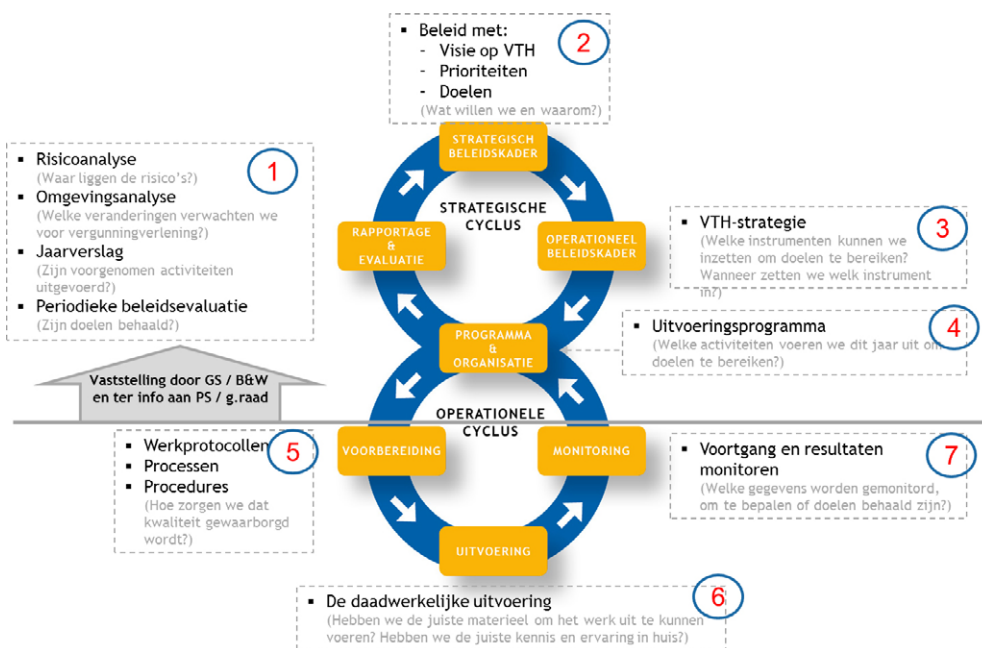 ▪ Beleid met:
- Visie op VTH
- Prioriteiten
- Doelen
(Wat willen we en waarom?)
2
▪ Risicoanalyse
(Waar liggen de risico's?)
▪ Omgevingsanalyse
(Welke veranderingen verwachten we
voor vergunningverlening?)
▪ Jaarverslag
(Zijn voorgenomen activiteiten
uitgevoerd?)
▪ Periodieke beleidsevaluatie
(Zijn doelen behaald?)
1
STRATEGISCH
BELEIDSKADER
STRATEGISCHE
CYCLUS
RAPPORTAGE
&
EVALUATIE
OPERATIONEEL
BELEIDSKADER
▪ VTH-strategie
(Welke instrumenten kunnen we
inzetten om doelen te bereiken?
Wanneer zetten we welk instrument
in?)
3
▪ Uitvoeringsprogramma
(Welke activiteiten voeren we dit jaar uit om
doelen te bereiken?)
4
PROGRAMMA
&
ORGANISATIE
Vaststelling door GS / B&W
en ter info aan PS / g.raad
OPERATIONELE
CYCLUS
▪ Werkprotocollen
▪ Processen
▪ Procedures
(Hoe zorgen we dat
kwaliteit gewaarborgd
wordt?)
5
VOORBEREIDING
MONITORING
▪ Voortgang en resultaten
monitoren
(Welke gegevens worden gemonitord,
om te bepalen of doelen behaald zijn?)
7
UITVOERING
▪ De daadwerkelijke uitvoering
(Hebben we de juiste materieel om het werk uit te kunnen
voeren? Hebben we de juiste kennis en ervaring in huis?)
6